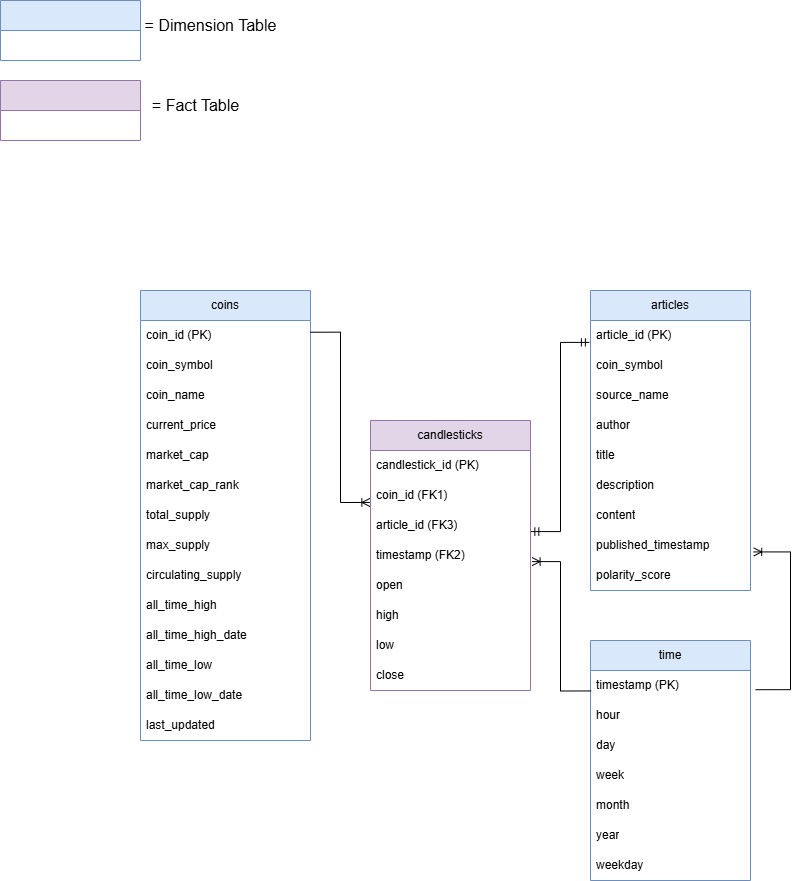 = Dimension Table
= Fact Table
coins
coin_id (PK)
coin_symbol
coin_name
current_price
market_cap
market_cap_rank
total_supply
max_supply
circulating_supply
all_time_high
all_time_high_date
all_time_low
all_time_low_date
last_updated
candlesticks
candlestick_id (PK)
coin_id (FK1)
article_id (FK3)
timestamp (FK2)
open
high
low
close
articles
article_id (PK)
coin_symbol
source_name
author
title
description
content
published_timestamp
polarity_score
time
timestamp (PK)
hour
day
week
month
year
weekday